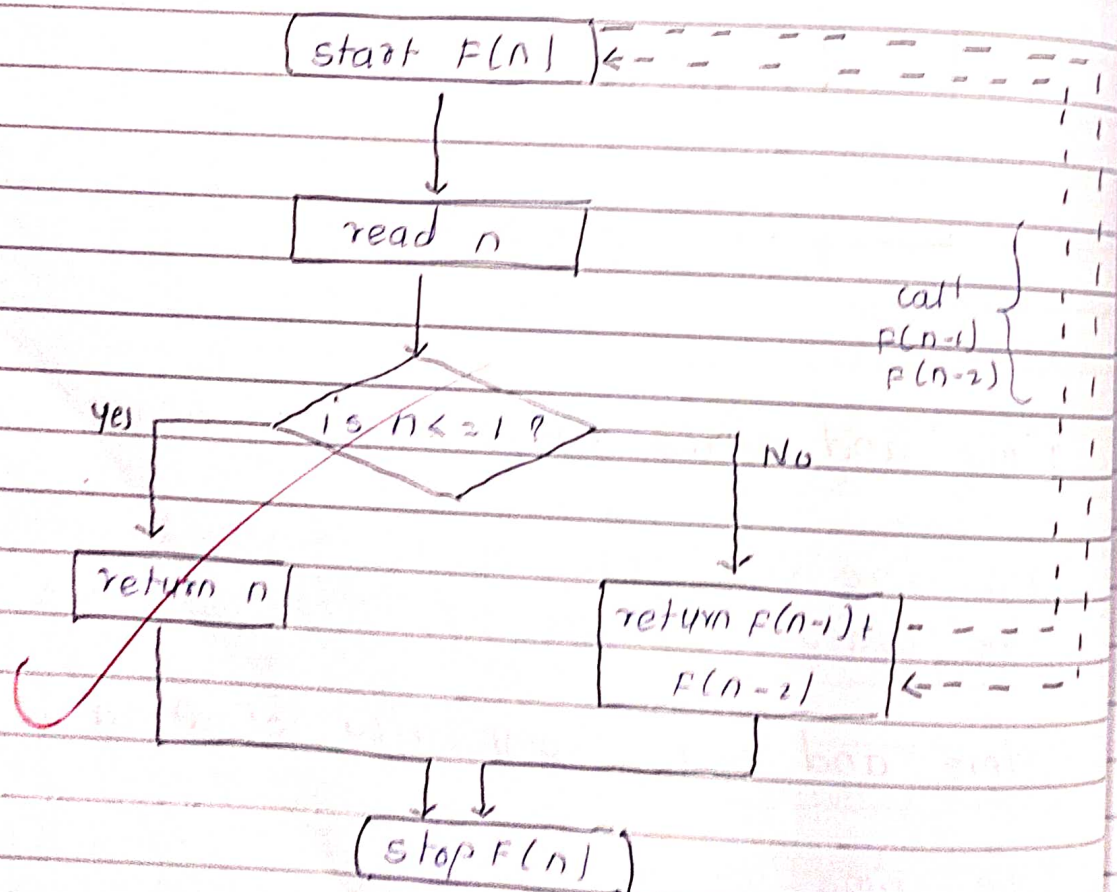 start F(n)
read n
call
F(n-1)
F(n-2)
yes
is n<=1?
No
return n
return F(n-1)+
F(n-2)
stop F(n)